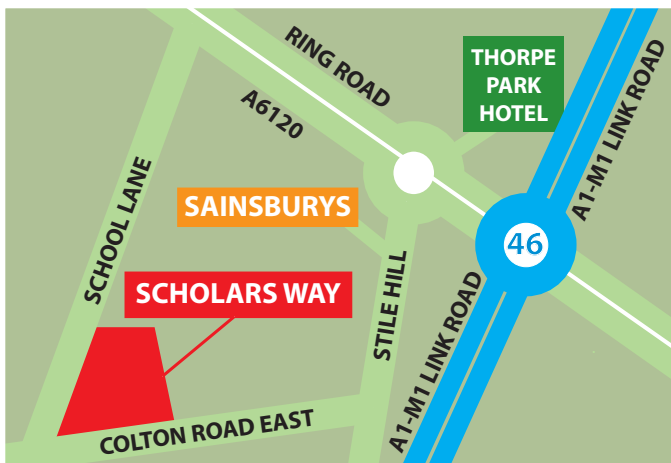 RING ROAD
A6120
THORPE
PARK
HOTEL
A1-M1 LINK ROAD
SCHOOL LANE
SAINSBURYS
46
SCHOLARS WAY
STILE HILL
A1-M1 LINK ROAD
COLTON ROAD EAST